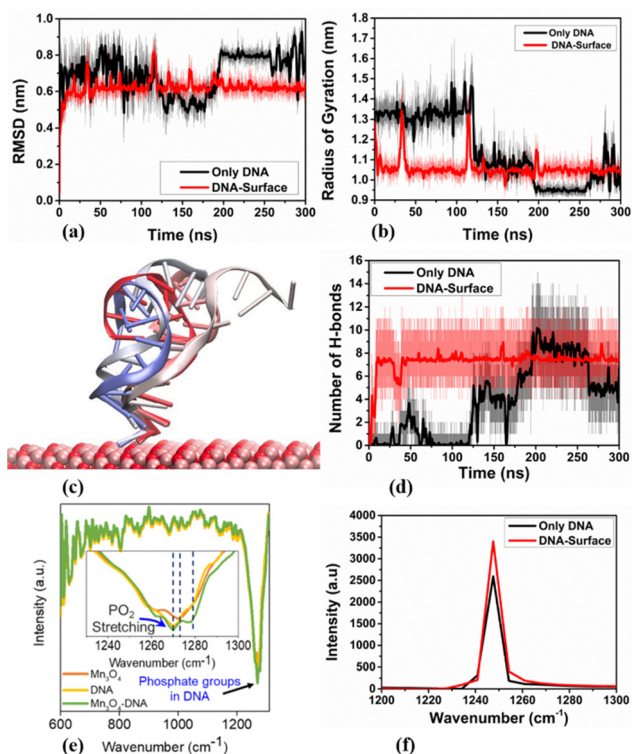 1.0
0.8
0.6
0.4
0.2
0.0
RMSD (nm)
Only DNA
DNA-Surface
0 50 100 150 200 250 300
(a) Time (ns)
1.8
1.7
1.6
1.5
1.4
1.3
1.2
1.1
1.0
0.9
Radius of Gyration (nm)
Only DNA
DNA-Surface
0 50 100 150 200 250 300
(b) Time (ns)
(c)
16
14
12
10
8
6
4
2
0
Number of H-bonds
Only DNA
DNA-Surface
0 50 100 150 200 250 300
Time (ns)
(d)
Intensity (a.u.)
PO2
Stretching
1240 1260 1280 1300
Wavenumber (cm-1)
Mn3O4
DNA
Mn3O4-DNA
Phosphate groups
in DNA
600 800 1000 1200
(e) Wavenumber (cm-1)
4000
3500
3000
2500
2000
1500
1000
500
0
Intensity (a.u)
Only DNA
DNA-Surface
1200 1220 1240 1260 1280 1300
Wavenumber (cm-1)
(f)